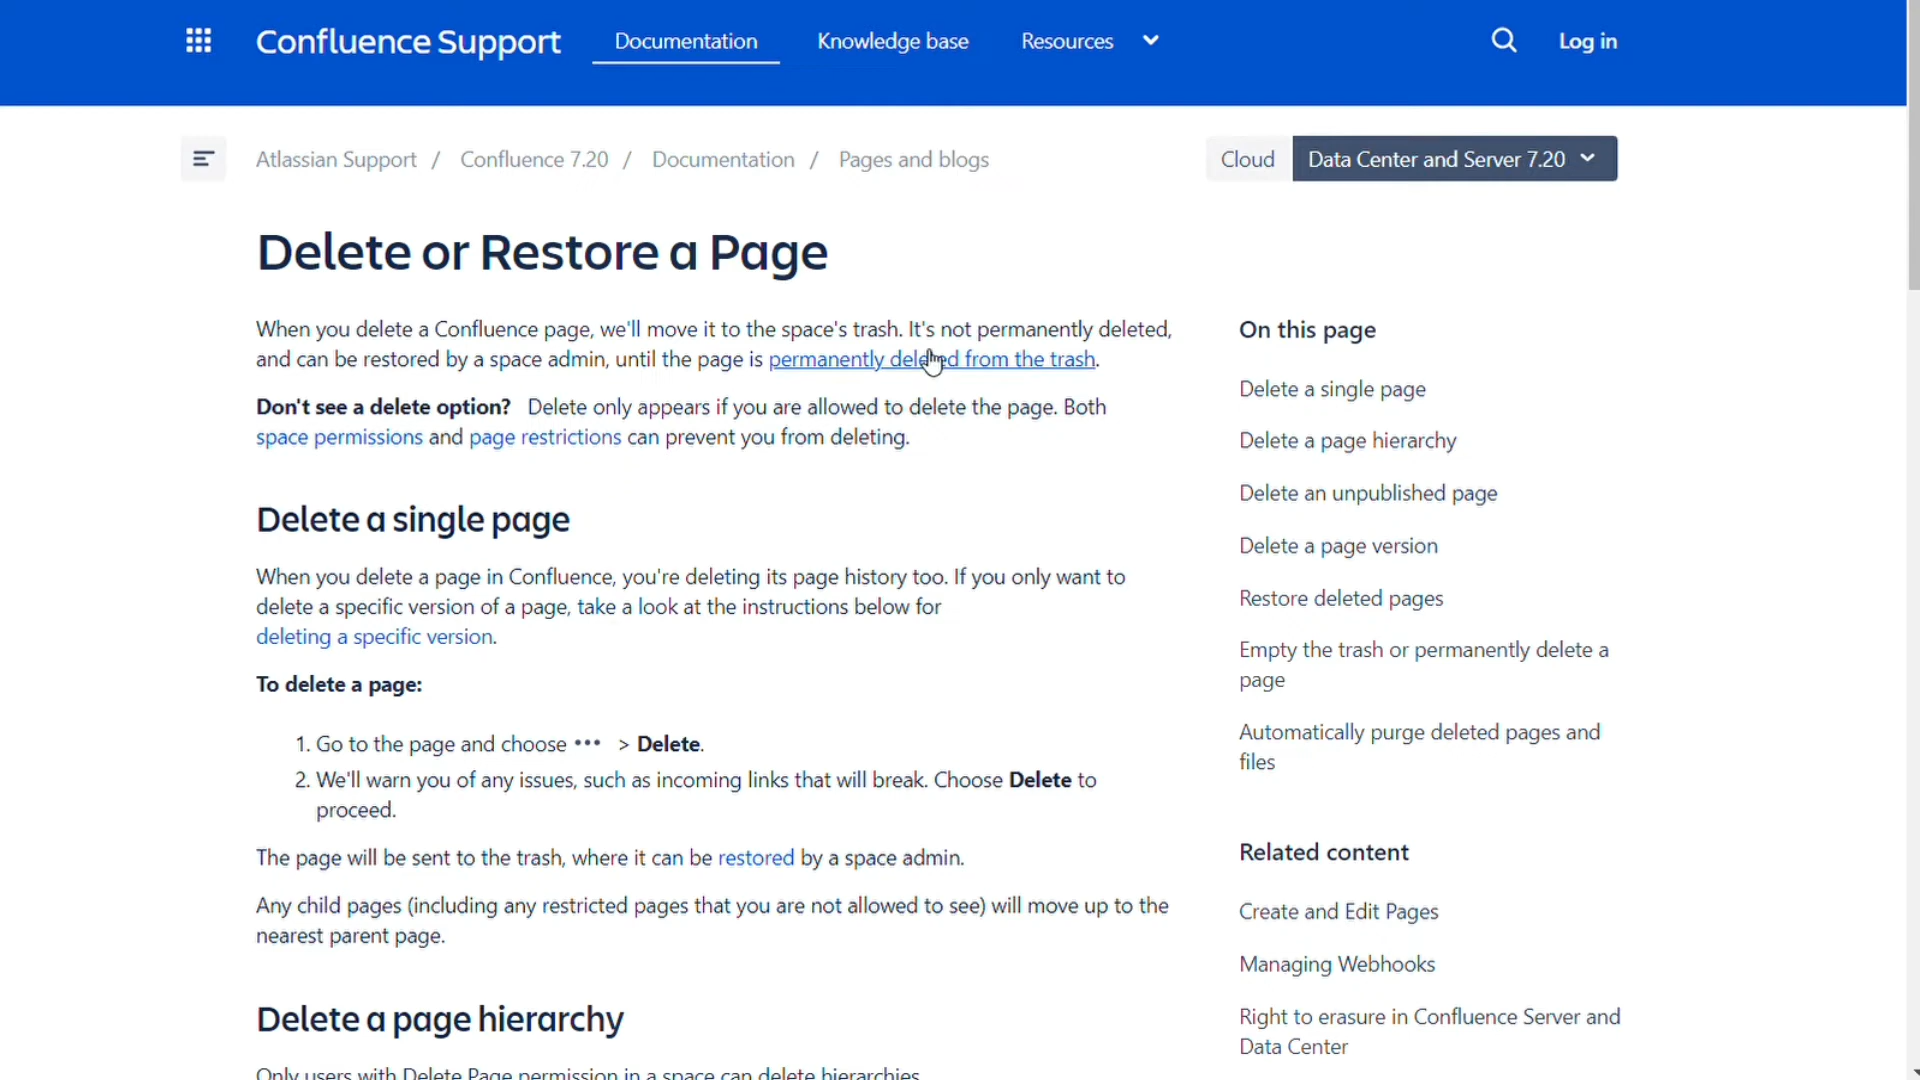 Confluence Support Documentation Knowledge base Resources Log in
Atlassian Support / Confluence 7.20 / Documentation / Pages and blogs
Cloud Data Center and Server 7.20
Delete or Restore a Page
When you delete a Confluence page, we'll move it to the space's trash. It's not permanently deleted,
and can be restored by a space admin, until the page is permanently deleted from the trash.
Don't see a delete option? Delete only appears if you are allowed to delete the page. Both
space permissions and page restrictions can prevent you from deleting.
Delete a single page
When you delete a page in Confluence, you're deleting its page history too. If you only want to
delete a specific version of a page, take a look at the instructions below for
deleting a specific version.
To delete a page:
1. Go to the page and choose ••• > Delete.
2. We'll warn you of any issues, such as incoming links that will break. Choose Delete to
proceed.
The page will be sent to the trash, where it can be restored by a space admin.
Any child pages (including any restricted pages that you are not allowed to see) will move up to the
nearest parent page.
Delete a page hierarchy
Only users with Delete Page permission in a space can delete hierarchies.
On this page
Delete a single page
Delete a page hierarchy
Delete an unpublished page
Delete a page version
Restore deleted pages
Empty the trash or permanently delete a
page
Automatically purge deleted pages and
files
Related content
Create and Edit Pages
Managing Webhooks
Right to erasure in Confluence Server and
Data Center